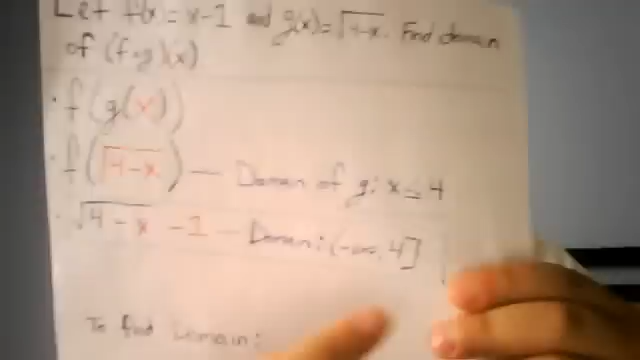 Let f(x) = x-1 and g(x)=√4-x. Find domain
of (f∘g)(x)
· f(g(x))
· f(√4-x) — Domain of g: x ≤ 4
· √4-x -1 — Domain: (-∞, 4]
To find Domain: